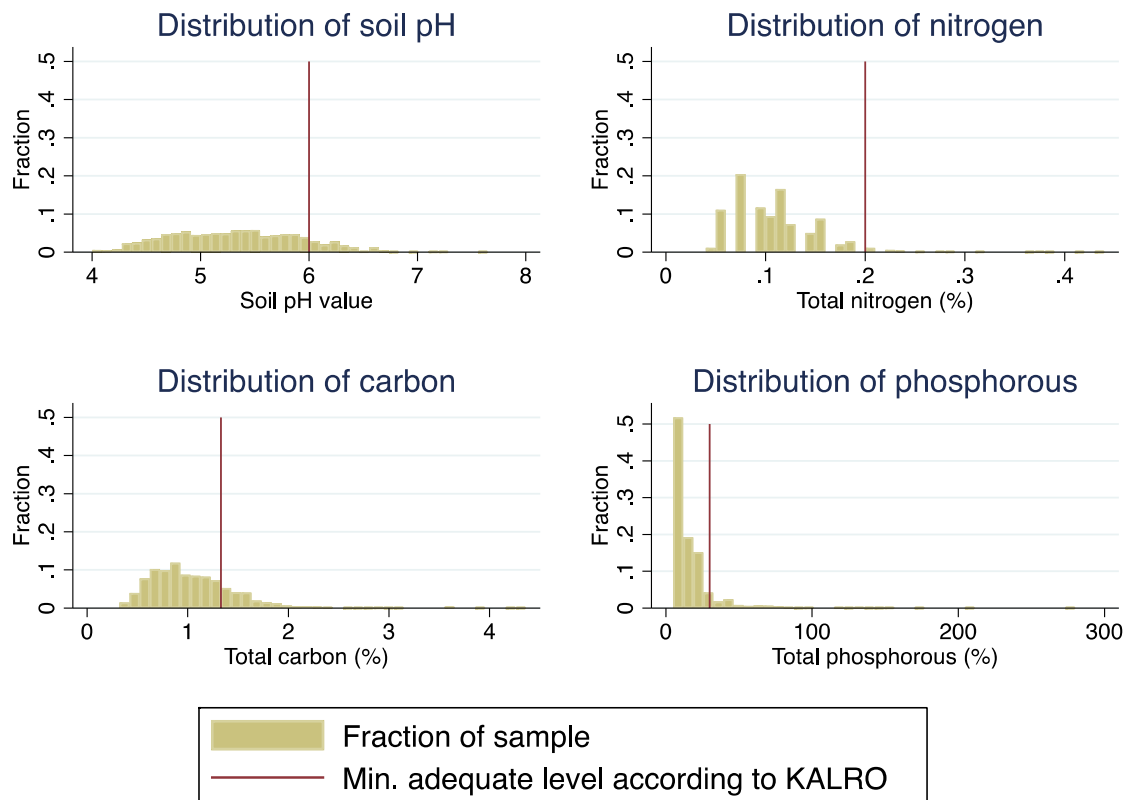 Distribution of soil pH
Fraction
0 .1 .2 .3 .4 .5
4 5 6 7 8
Soil pH value
Distribution of nitrogen
Fraction
0 .1 .2 .3 .4 .5
0 .1 .2 .3 .4
Total nitrogen (%)
Distribution of carbon
Fraction
0 .1 .2 .3 .4 .5
0 1 2 3 4
Total carbon (%)
Distribution of phosphorous
Fraction
0 .1 .2 .3 .4 .5
0 100 200 300
Total phosphorous (%)
Fraction of sample
Min. adequate level according to KALRO